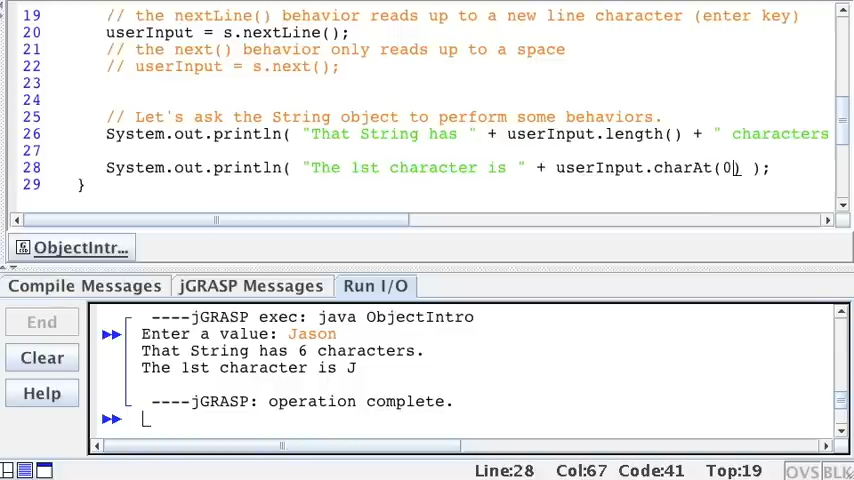 19 // the nextLine() behavior reads up to a new line character (enter key)
20 userInput = s.nextLine();
21 // the next() behavior only reads up to a space
22 // userInput = s.next();
23
24
25 // Let's ask the String object to perform some behaviors.
26 System.out.println( "That String has " + userInput.length() + " characters
27
28 System.out.println( "The 1st character is " + userInput.charAt(0) );
29 }
ObjectIntr...
Compile Messages jGRASP Messages Run I/O
End
Clear
Help
----jGRASP exec: java ObjectIntro
Enter a value: Jason
That String has 6 characters.
The 1st character is J
----jGRASP: operation complete.
Line:28 Col:67 Code:41 Top:19 OVS BLK